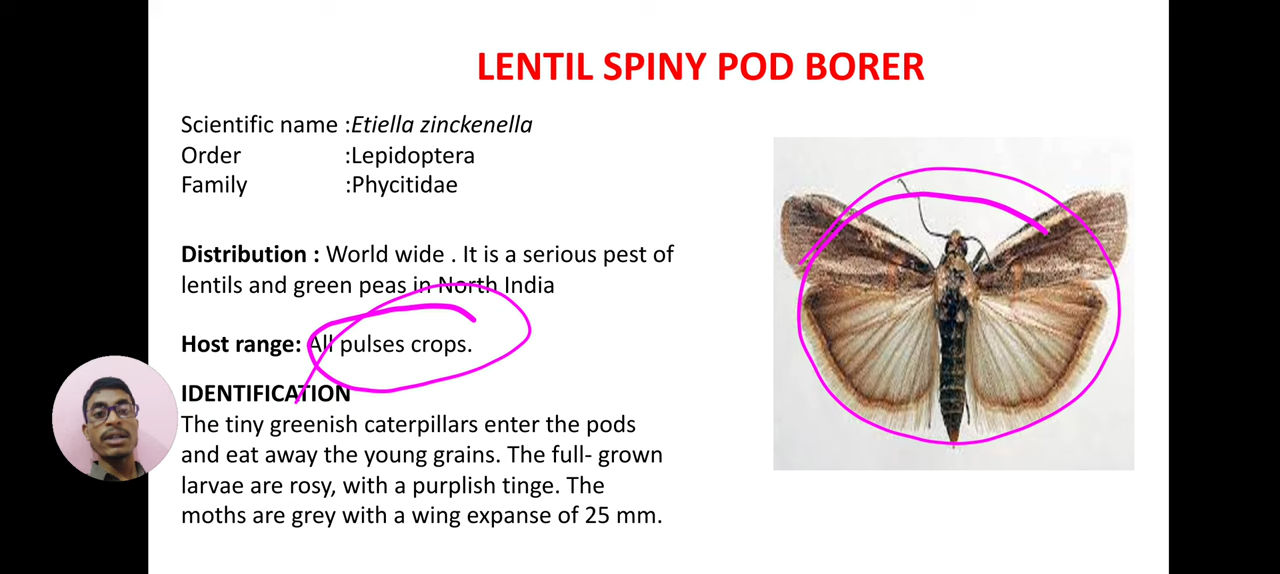 LENTIL SPINY POD BORER
Scientific name :Etiella zinckenella
Order :Lepidoptera
Family :Phycitidae
Distribution : World wide . It is a serious pest of
lentils and green peas in North India
Host range: All pulses crops.
IDENTIFICATION
The tiny greenish caterpillars enter the pods
and eat away the young grains. The full- grown
larvae are rosy, with a purplish tinge. The
moths are grey with a wing expanse of 25 mm.